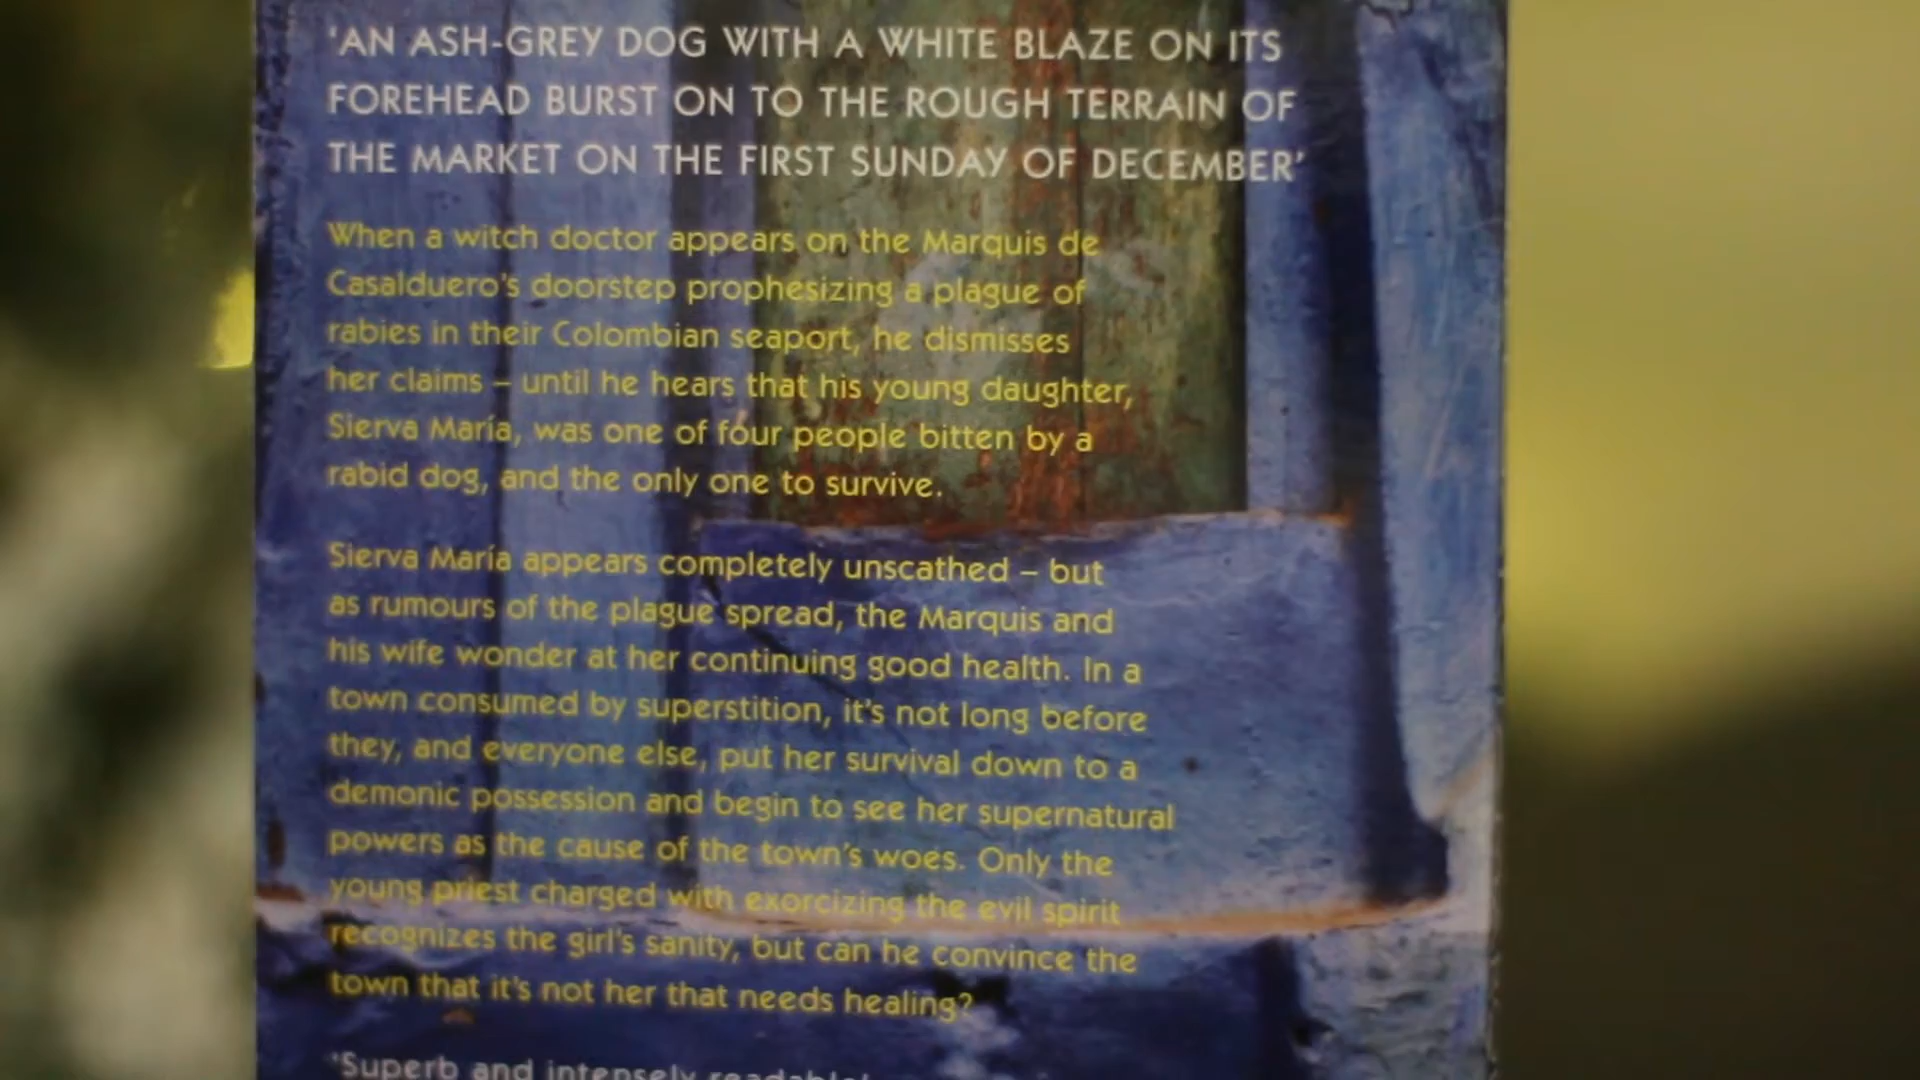 'AN ASH-GREY DOG WITH A WHITE BLAZE ON ITS
FOREHEAD BURST ON TO THE ROUGH TERRAIN OF
THE MARKET ON THE FIRST SUNDAY OF DECEMBER'
When a witch doctor appears on the Marquis de
Casalduero's doorstep prophesizing a plague of
rabies in their Colombian seaport, he dismisses
her claims – until he hears that his young daughter,
Sierva María, was one of four people bitten by a
rabid dog, and the only one to survive.
Sierva María appears completely unscathed – but
as rumours of the plague spread, the Marquis and
his wife wonder at her continuing good health. In a
town consumed by superstition, it's not long before
they, and everyone else, put her survival down to a
demonic possession and begin to see her supernatural
powers as the cause of the town's woes. Only the
young priest charged with exorcizing the evil spirit
recognizes the girl's sanity, but can he convince the
town that it's not her that needs healing?
'Superb and intensely readable'